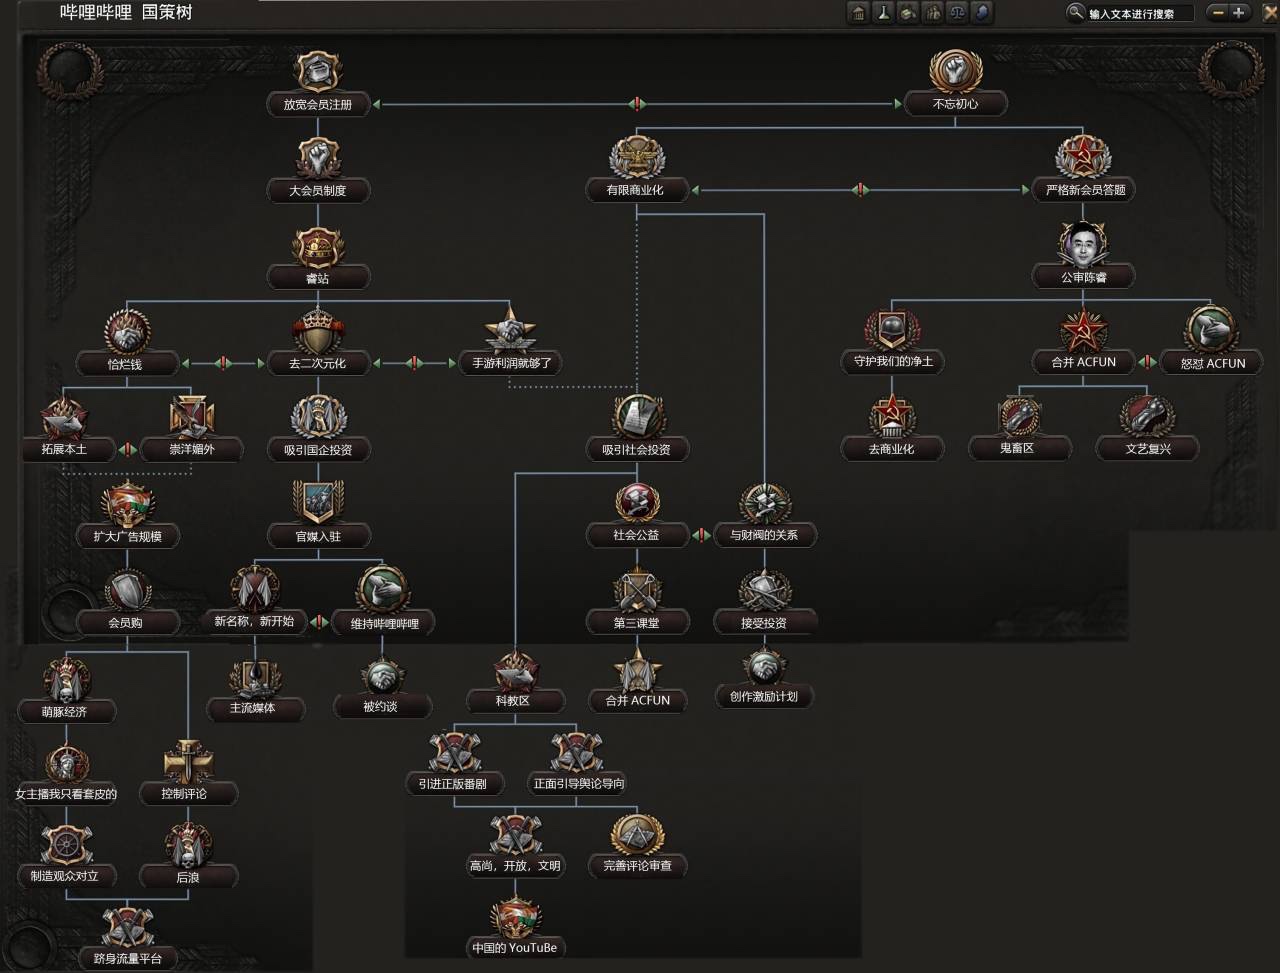 哔哩哔哩 国策树
输入文本进行搜索
放宽会员注册
不忘初心
大会员制度
有限商业化
严格新会员答题
睿站
公审陈睿
恰烂钱
去二次元化
手游利润就够了
守护我们的净土
合并 ACFUN
怒怼 ACFUN
拓展本土
崇洋媚外
吸引国企投资
吸引社会投资
去商业化
鬼畜区
文艺复兴
扩大广告规模
官媒入驻
社会公益
与财阀的关系
会员购
新名称，新开始
维持哔哩哔哩
第三课堂
接受投资
萌豚经济
主流媒体
被约谈
科教区
合并 ACFUN
创作激励计划
女主播我只看套皮的
控制评论
引进正版番剧
正面引导舆论导向
制造观众对立
后浪
高尚，开放，文明
完善评论审查
跻身流量平台
中国的 YouTuBe